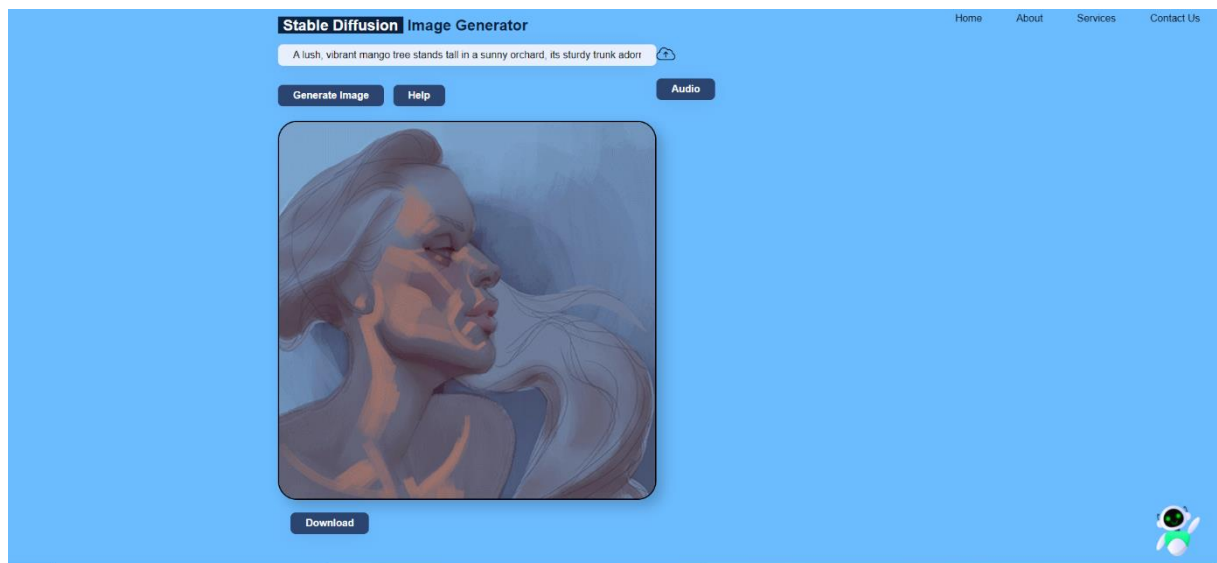 Stable Diffusion Image Generator
Home About Services Contact Us
A lush, vibrant mango tree stands tall in a sunny orchard, its sturdy trunk
Generate Image Help
Audio
Download